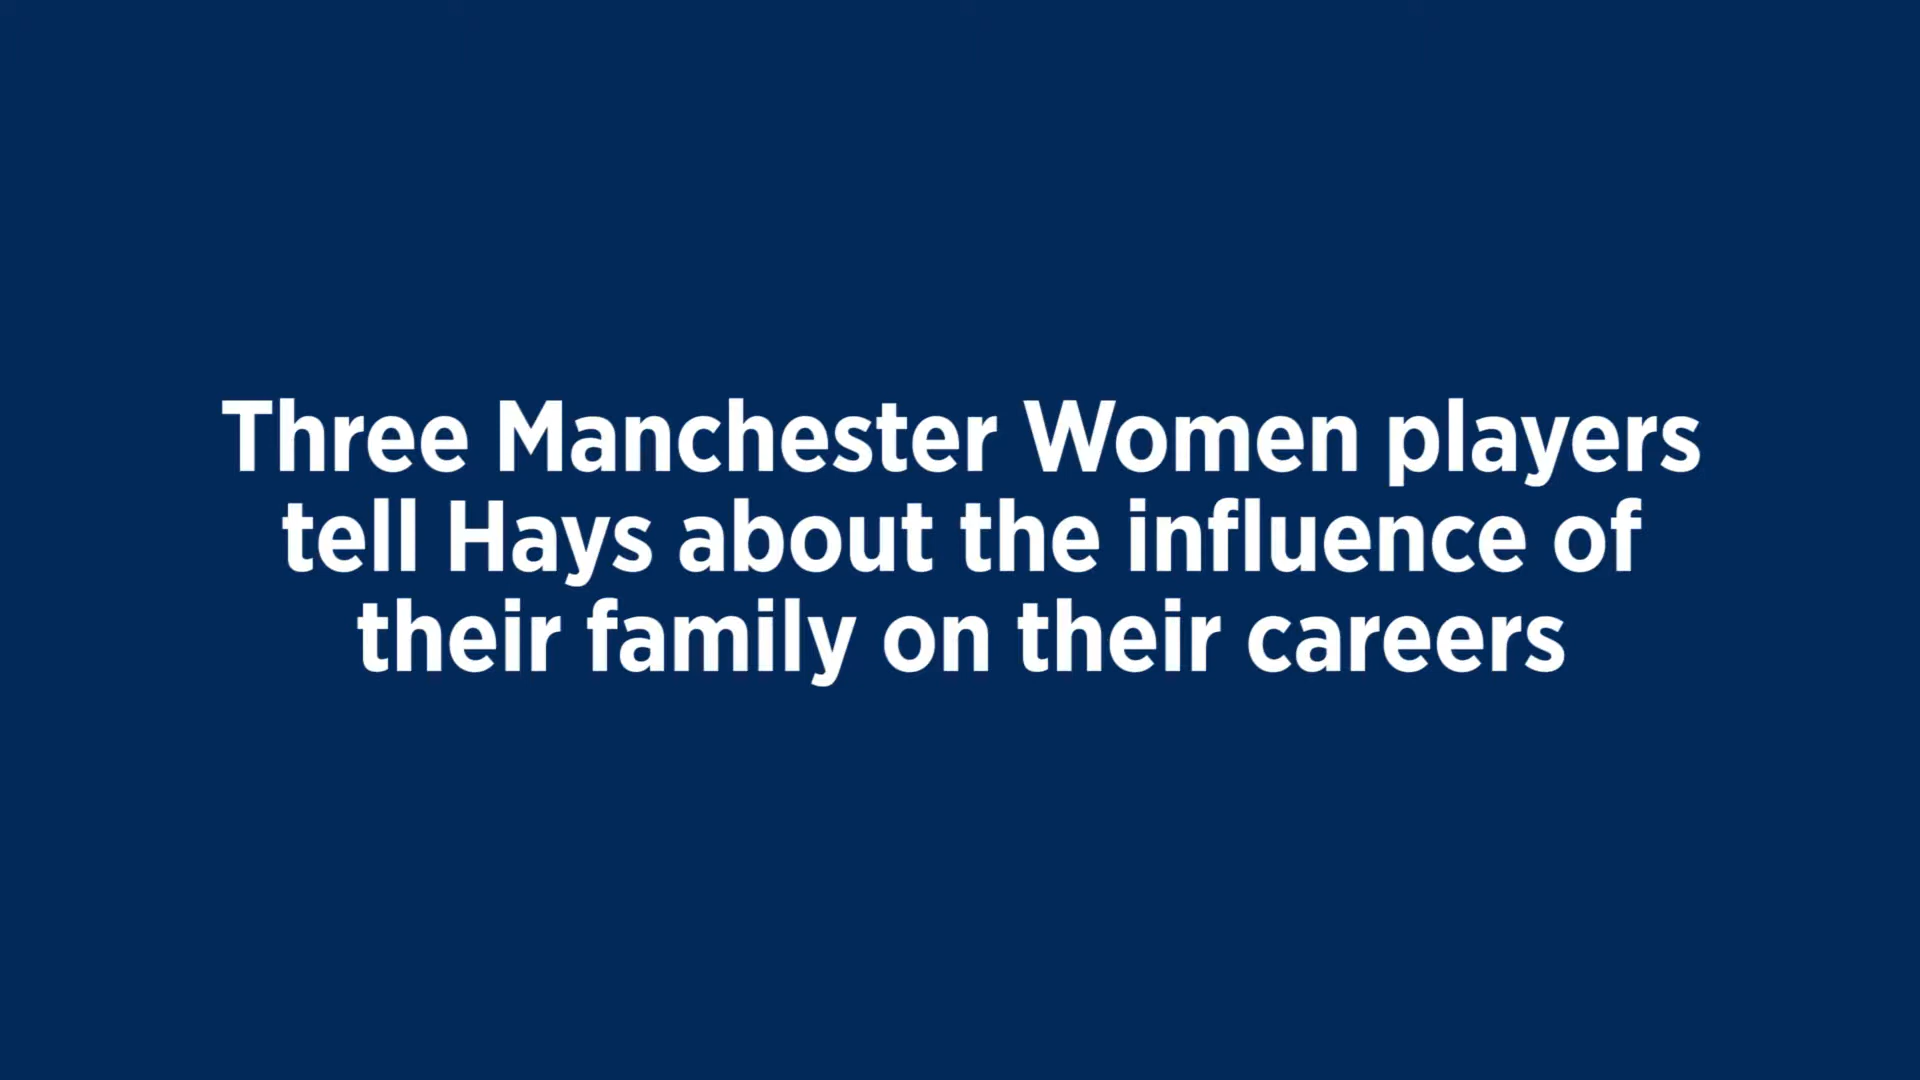 Three Manchester Women players
tell Hays about the influence of
their family on their careers